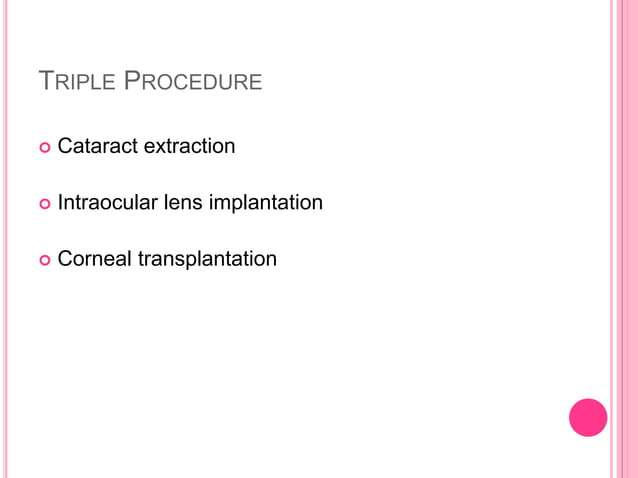 Triple Procedure
Cataract extraction
Intraocular lens implantation
Corneal transplantation